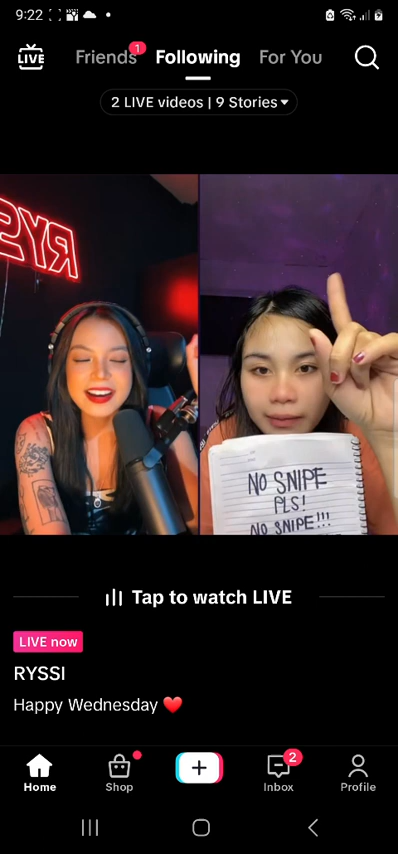 9:22
LIVE
Friends
1
Following
For You
2 LIVE videos | 9 Stories
RYS
NO SNIPE
PLS!
NO SNIPE!!!
Tap to watch LIVE
LIVE now
RYSSI
Happy Wednesday ❤️
Home
Shop
2
Inbox
Profile